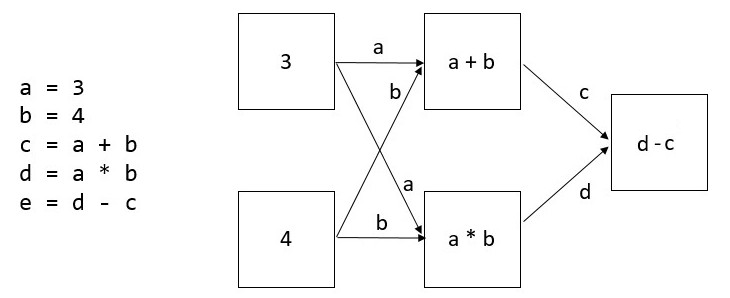 a = 3
b = 4
c = a + b
d = a * b
e = d - c
3
a
a + b
b
c
d - c
a
4
b
a * b
d